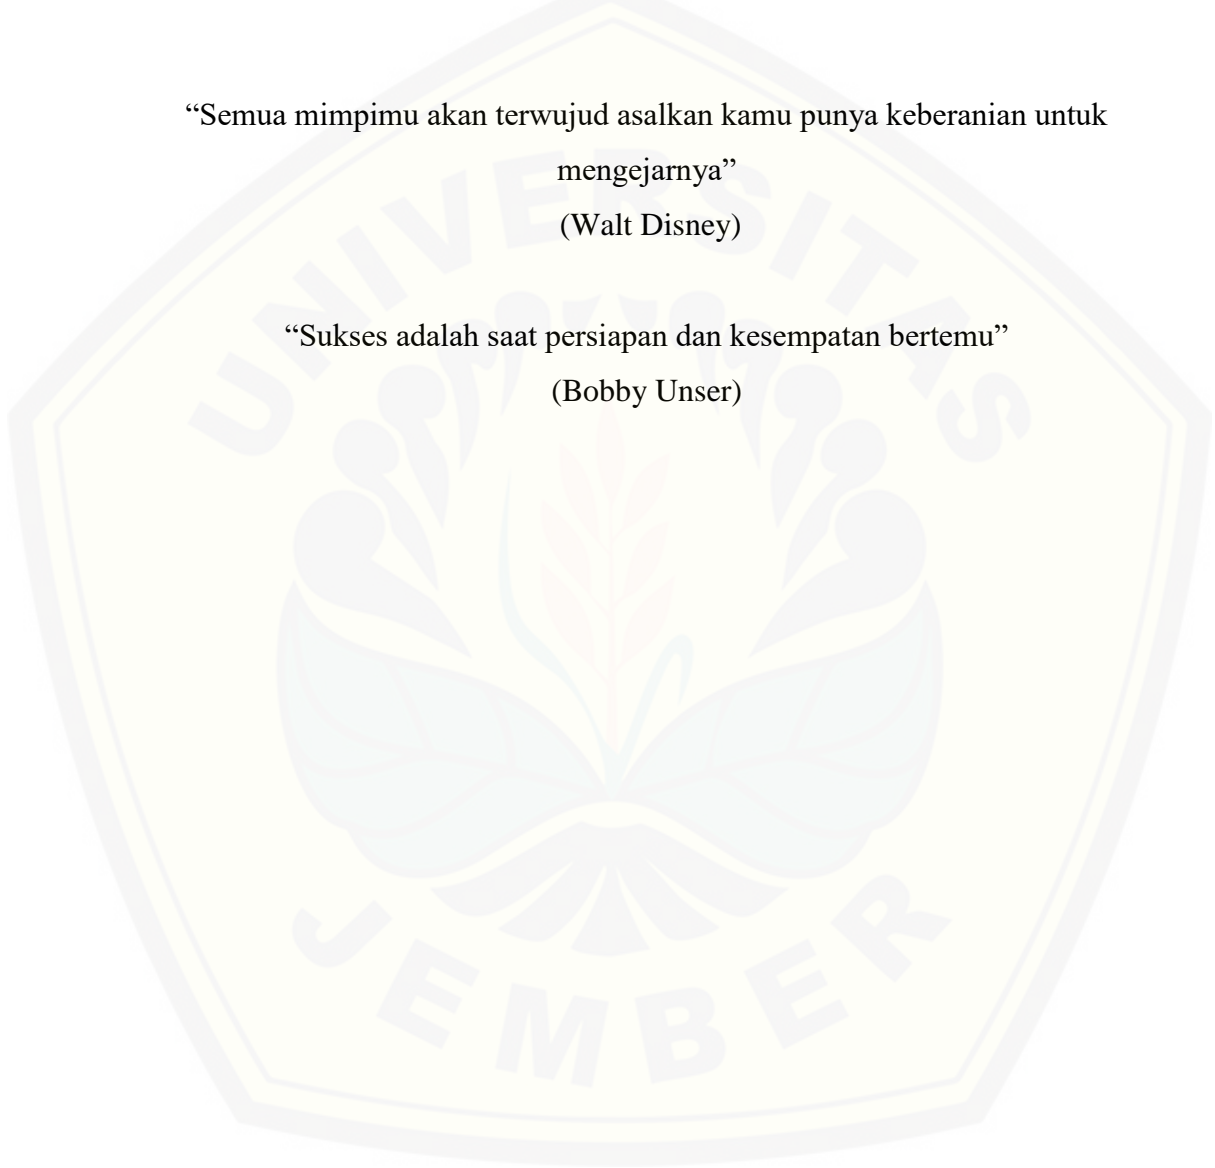 “Semua mimpimu akan terwujud asalkan kamu punya keberanian untuk
mengejarnya”
(Walt Disney)
“Sukses adalah saat persiapan dan kesempatan bertemu”
(Bobby Unser)
UNIVERSITAS
JEMBER